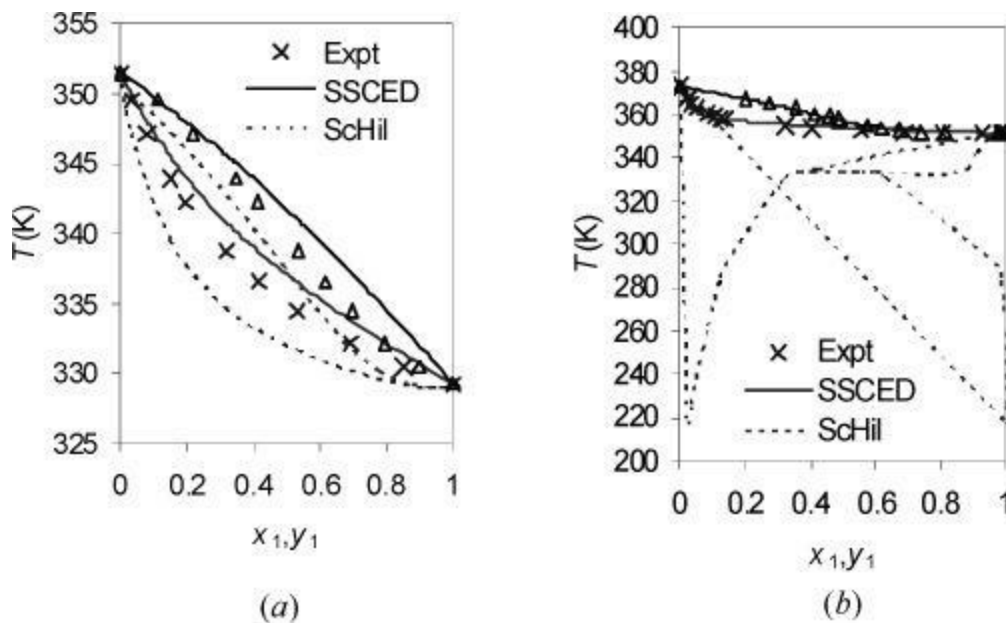 355
350
345
340
335
330
325
T(K)
× Expt
SSCED
ScHil
0 0.2 0.4 0.6 0.8 1
x1,y1
(a)
400
380
360
340
320
300
280
260
240
220
200
T(K)
× Expt
SSCED
ScHil
0 0.2 0.4 0.6 0.8 1
x1,y1
(b)